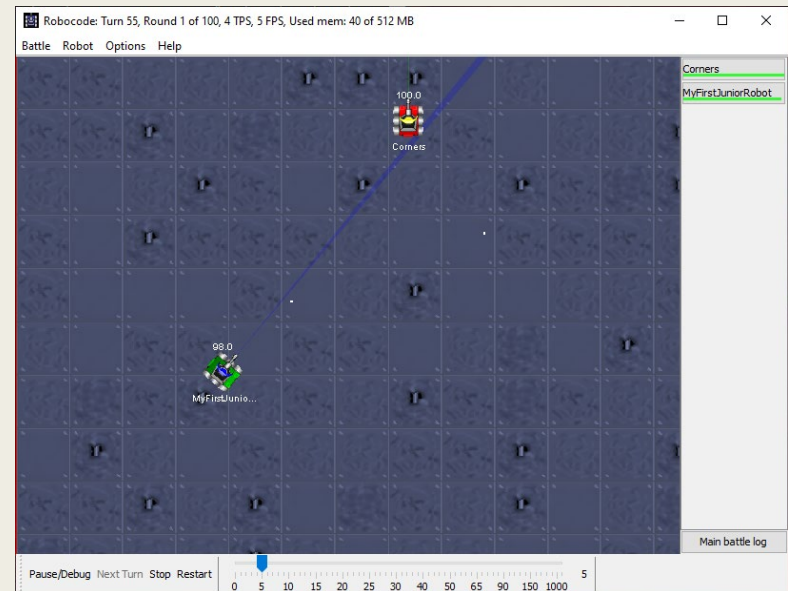 Robocode: Turn 55, Round 1 of 100, 4 TPS, 5 FPS, Used mem: 40 of 512 MB
Battle Robot Options Help
Corners
MyFirstJuniorRobot
100.0
Corners
98.0
MyFirstJunio...
Main battle log
Pause/Debug Next Turn Stop Restart
5
0 5 10 15 20 25 30 40 50 65 90 150 1000